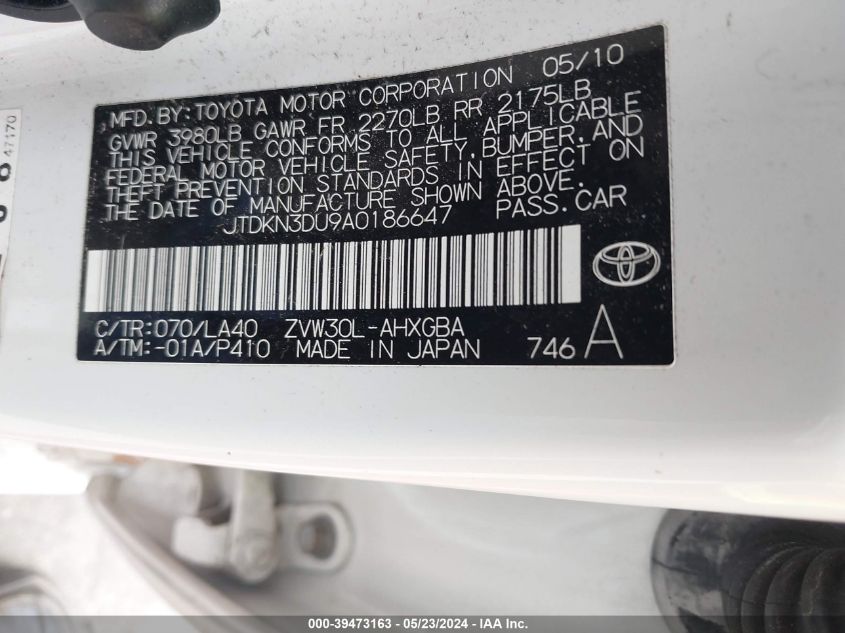 MFD. BY: TOYOTA MOTOR CORPORATION 05/10
GVWR 3980LB GAWR FR 2270LB RR 2175LB
THIS VEHICLE CONFORMS TO ALL APPLICABLE
FEDERAL MOTOR VEHICLE SAFETY, BUMPER, AND
THEFT PREVENTION STANDARDS IN EFFECT ON
THE DATE OF MANUFACTURE SHOWN ABOVE.
JTDKN3DU9A0186647 PASS. CAR
C/TR: 070/LA40 ZVW30L-AHXGBA
A/TM: -01A/P410 MADE IN JAPAN 746 A
47170
000-39473163 - 05/23/2024 - IAA Inc.